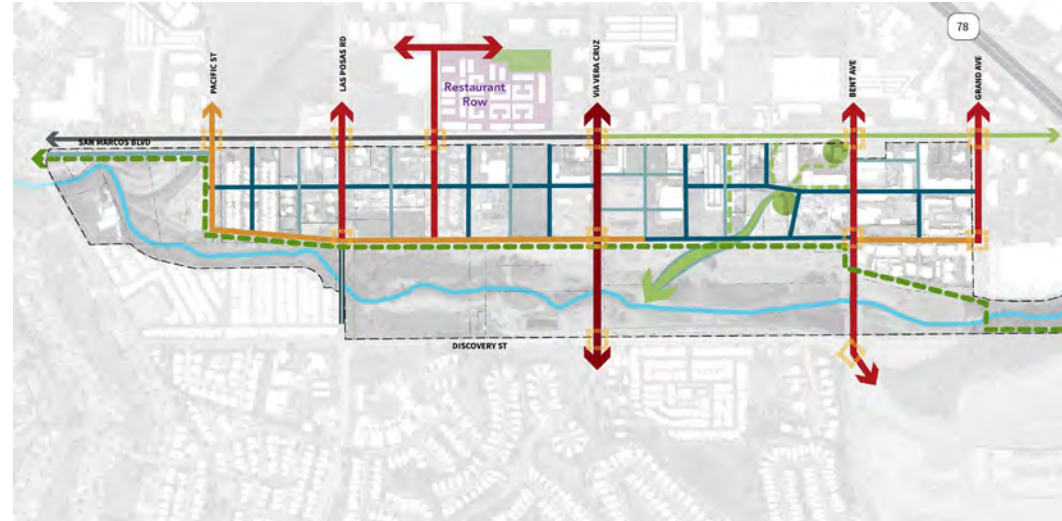 78
PACIFIC ST
LAS POSAS RD
Restaurant
Row
VIA VERA CRUZ
BENT AVE
GRAND AVE
SAN MARCOS BLVD
DISCOVERY ST